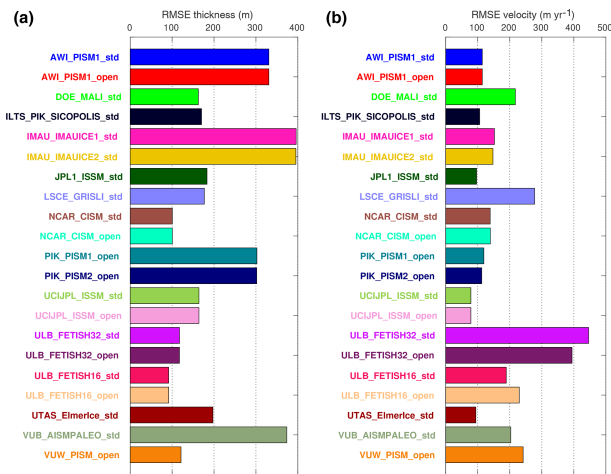 (a)
RMSE thickness (m)
0 100 200 300 400
AWI_PISM1_std
AWI_PISM1_open
DOE_MALI_std
ILTS_PIK_SICOPOLIS_std
IMAU_IMAUICE1_std
IMAU_IMAUICE2_std
JPL1_ISSM_std
LSCE_GRISLI_std
NCAR_CISM_std
NCAR_CISM_open
PIK_PISM1_open
PIK_PISM2_open
UCIJPL_ISSM_std
UCIJPL_ISSM_open
ULB_FETISH32_std
ULB_FETISH32_open
ULB_FETISH16_std
ULB_FETISH16_open
UTAS_ElmerIce_std
VUB_AISMPALEO_std
VUW_PISM_open
(b)
RMSE velocity (m yr⁻¹)
0 100 200 300 400 500
AWI_PISM1_std
AWI_PISM1_open
DOE_MALI_std
ILTS_PIK_SICOPOLIS_std
IMAU_IMAUICE1_std
IMAU_IMAUICE2_std
JPL1_ISSM_std
LSCE_GRISLI_std
NCAR_CISM_std
NCAR_CISM_open
PIK_PISM1_open
PIK_PISM2_open
UCIJPL_ISSM_std
UCIJPL_ISSM_open
ULB_FETISH32_std
ULB_FETISH32_open
ULB_FETISH16_std
ULB_FETISH16_open
UTAS_ElmerIce_std
VUB_AISMPALEO_std
VUW_PISM_open